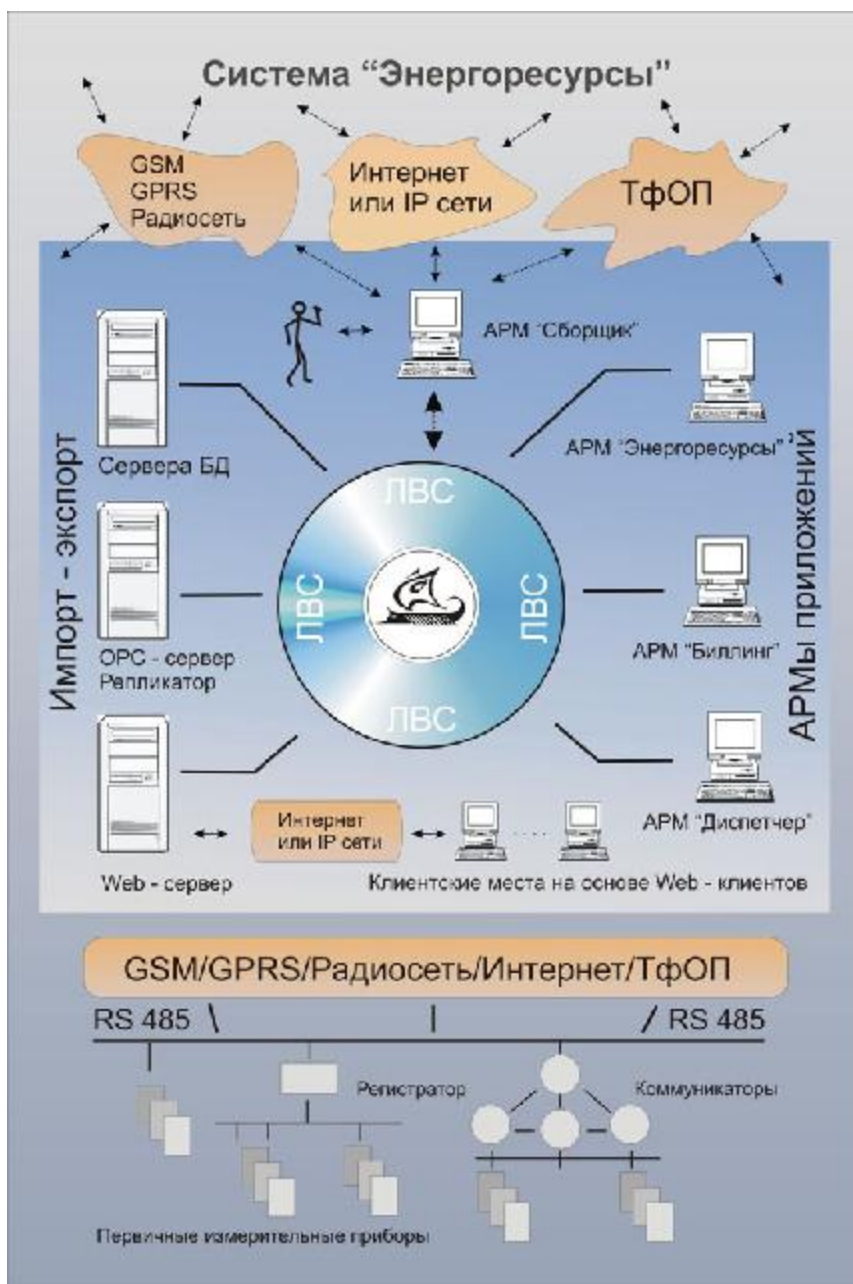 Система “Энергоресурсы”
GSM
GPRS
Радиосеть
Интернет
или IP сети
ТфОП
АРМ “Сборщик”
Сервера БД
АРМ “Энергоресурсы”
Импорт - экспорт
ЛВС
ЛВС
ЛВС
ЛВС
АРМы приложений
OPC - сервер
Репликатор
АРМ “Биллинг”
Интернет
или IP сети
АРМ “Диспетчер”
Web - сервер
Клиентские места на основе Web - клиентов
GSM/GPRS/Радиосеть/Интернет/ТфОП
RS 485
RS 485
Регистратор
Коммуникаторы
Первичные измерительные приборы